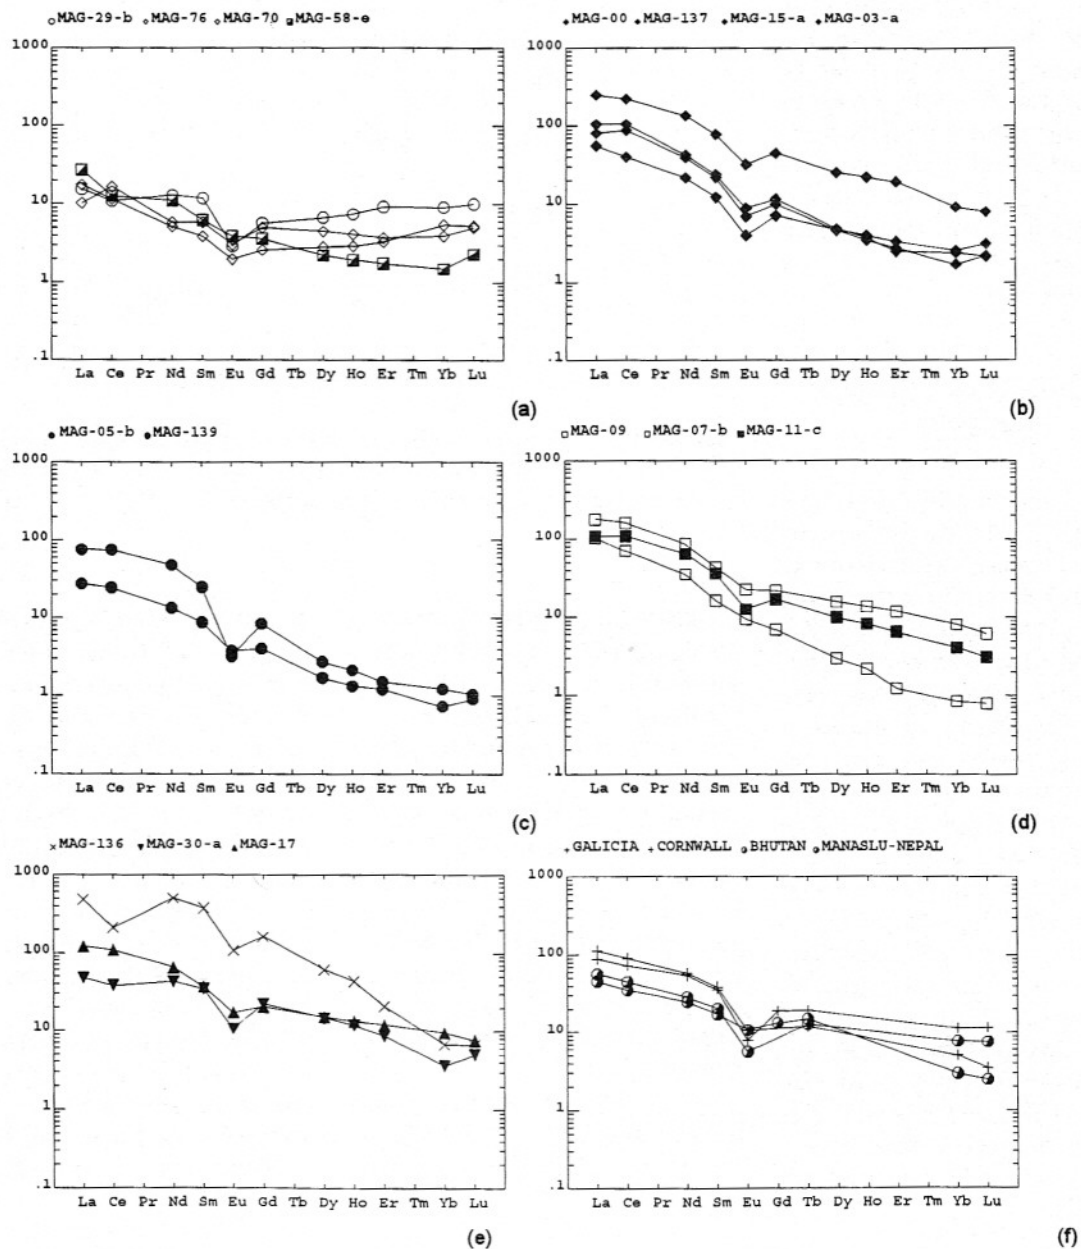 MAG-29-b MAG-76 MAG-70 MAG-58-e
MAG-00 MAG-137 MAG-15-a MAG-03-a
1000
100
10
1
.1
La Ce Pr Nd Sm Eu Gd Tb Dy Ho Er Tm Yb Lu
(a)
1000
100
10
1
.1
La Ce Pr Nd Sm Eu Gd Tb Dy Ho Er Tm Yb Lu
(b)
MAG-05-b MAG-139
MAG-09 MAG-07-b MAG-11-c
1000
100
10
1
.1
La Ce Pr Nd Sm Eu Gd Tb Dy Ho Er Tm Yb Lu
(c)
1000
100
10
1
.1
La Ce Pr Nd Sm Eu Gd Tb Dy Ho Er Tm Yb Lu
(d)
MAG-136 MAG-30-a MAG-17
GALICIA CORNWALL BHUTAN MANASLU-NEPAL
1000
100
10
1
.1
La Ce Pr Nd Sm Eu Gd Tb Dy Ho Er Tm Yb Lu
(e)
1000
100
10
1
.1
La Ce Pr Nd Sm Eu Gd Tb Dy Ho Er Tm Yb Lu
(f)